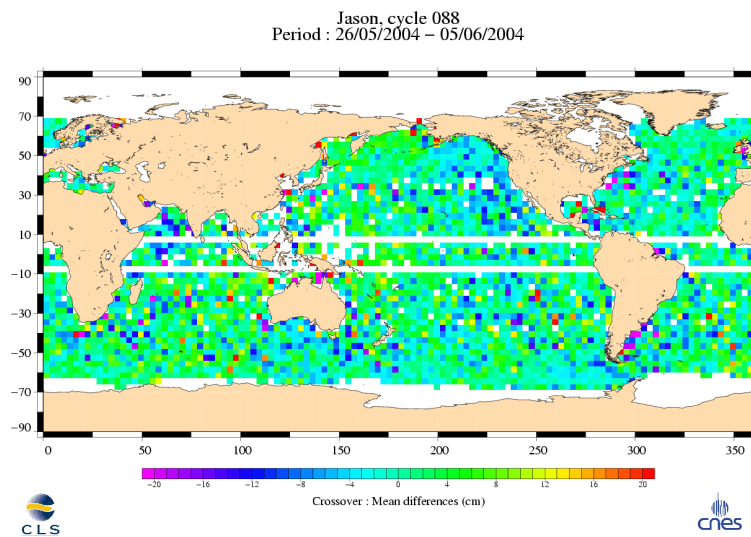 Jason, cycle 088
Period : 26/05/2004 − 05/06/2004
90
70
50
30
10
−10
−30
−50
−70
−90
0 50 100 150 200 250 300 350
−20 −16 −12 −8 −4 0 4 8 12 16 20
Crossover : Mean differences (cm)
CLS
cnes